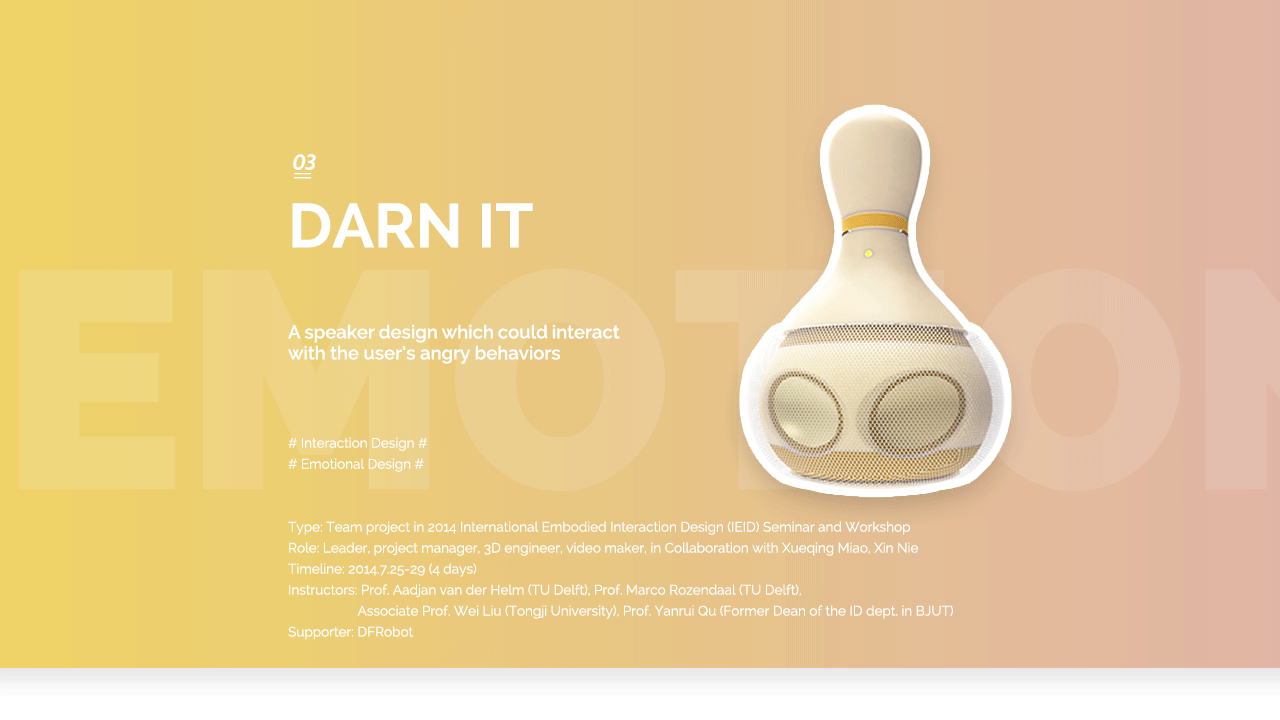 03
DARN IT
EMOTION
A speaker design which could interact
with the user's angry behaviors
# Interaction Design #
# Emotional Design #
Type: Team project in 2014 International Embodied Interaction Design (IEID) Seminar and Workshop
Role: Leader, project manager, 3D engineer, video maker, in Collaboration with Xueqing Miao, Xin Nie
Timeline: 2014.7.25-29 (4 days)
Instructors: Prof. Aadjan van der Helm (TU Delft), Prof. Marco Rozendaal (TU Delft),
Associate Prof. Wei Liu (Tongji University), Prof. Yanrui Qu (Former Dean of the ID dept. in BJUT)
Supporter: DFRobot